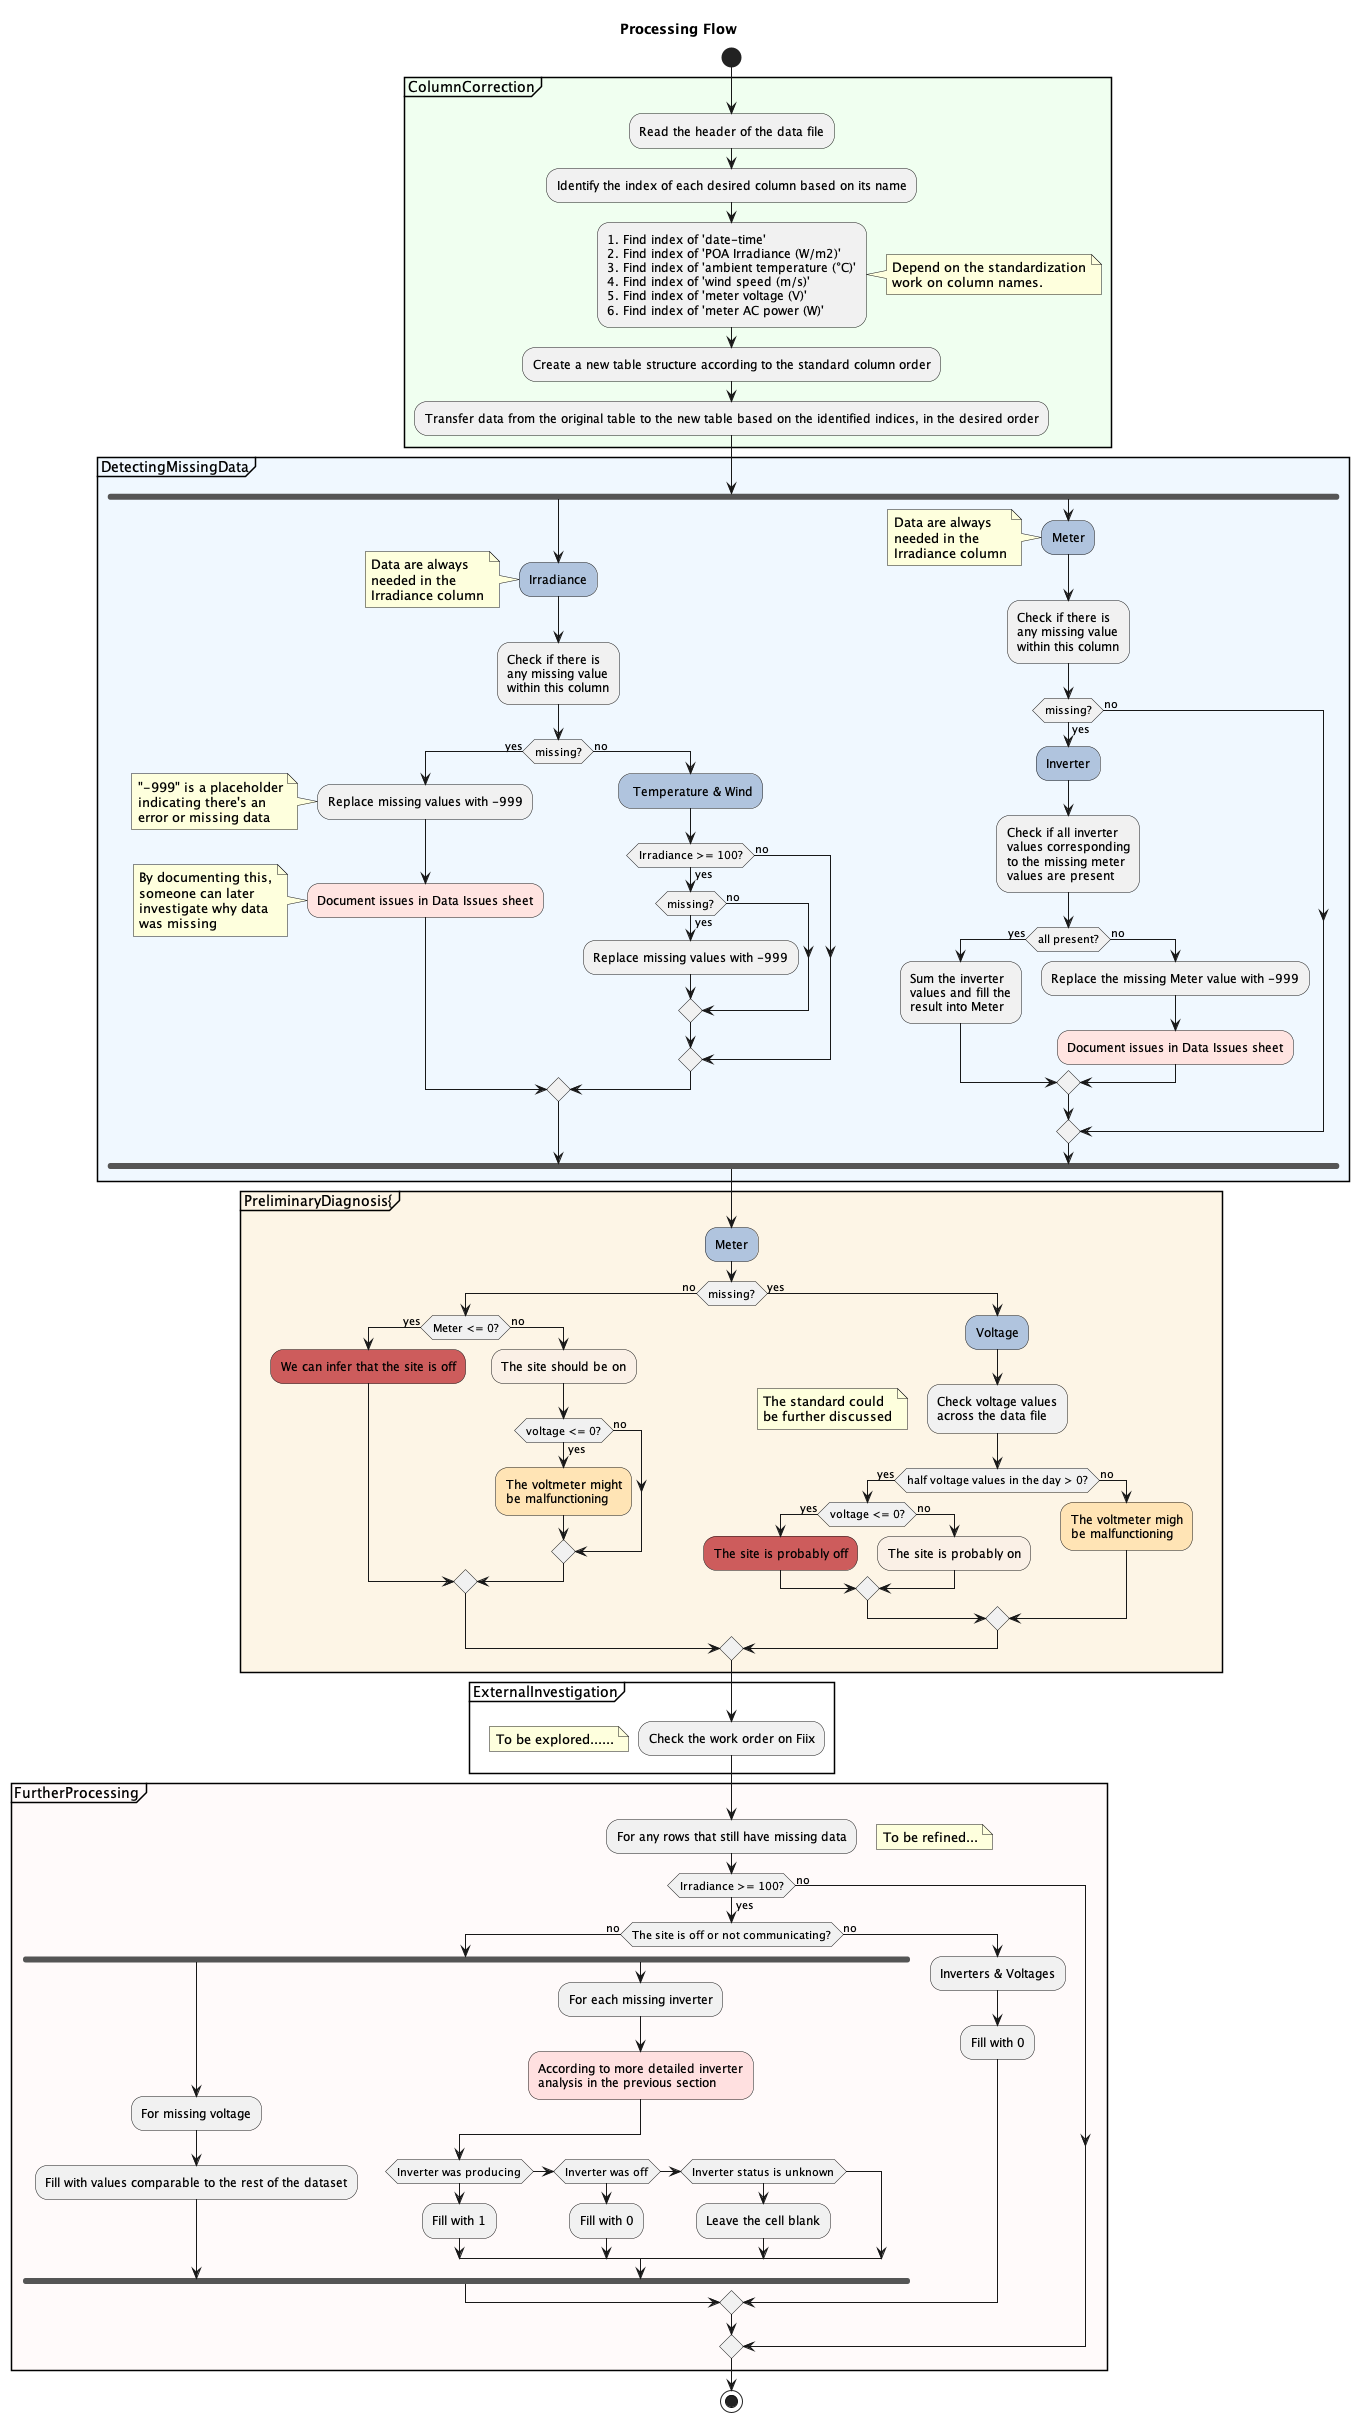 Processing Flow
ColumnCorrection
Read the header of the data file
Identify the index of each desired column based on its name
1. Find index of 'date-time'
2. Find index of 'POA Irradiance (W/m2)'
3. Find index of 'ambient temperature (°C)'
4. Find index of 'wind speed (m/s)'
5. Find index of 'meter voltage (V)'
6. Find index of 'meter AC power (W)'
Depend on the standardization
work on column names.
Create a new table structure according to the standard column order
Transfer data from the original table to the new table based on the identified indices, in the desired order
DetectingMissingData
Data are always
needed in the
Irradiance column
Irradiance
Check if there is
any missing value
within this column
yes
missing?
no
"-999" is a placeholder
indicating there's an
error or missing data
Replace missing values with -999
By documenting this,
someone can later
investigate why data
was missing
Document issues in Data Issues sheet
Temperature & Wind
Irradiance >= 100?
no
yes
missing?
no
yes
Replace missing values with -999
Data are always
needed in the
Irradiance column
Meter
Check if there is
any missing value
within this column
missing?
no
yes
Inverter
Check if all inverter
values corresponding
to the missing meter
values are present
yes
all present?
no
Sum the inverter
values and fill the
result into Meter
Replace the missing Meter value with -999
Document issues in Data Issues sheet
PreliminaryDiagnosis{
Meter
no
missing?
yes
yes
Meter <= 0?
no
We can infer that the site is off
The site should be on
voltage <= 0?
no
yes
The voltmeter might
be malfunctioning
Voltage
The standard could
be further discussed
Check voltage values
across the data file
yes
half voltage values in the day > 0?
no
yes
voltage <= 0?
no
The site is probably off
The site is probably on
The voltmeter migh
be malfunctioning
ExternalInvestigation
To be explored......
Check the work order on Fiix
FurtherProcessing
For any rows that still have missing data
To be refined...
Irradiance >= 100?
no
yes
no
The site is off or not communicating?
no
For missing voltage
Fill with values comparable to the rest of the dataset
For each missing inverter
According to more detailed inverter
analysis in the previous section
Inverter was producing
Inverter was off
Inverter status is unknown
Fill with 1
Fill with 0
Leave the cell blank
Inverters & Voltages
Fill with 0